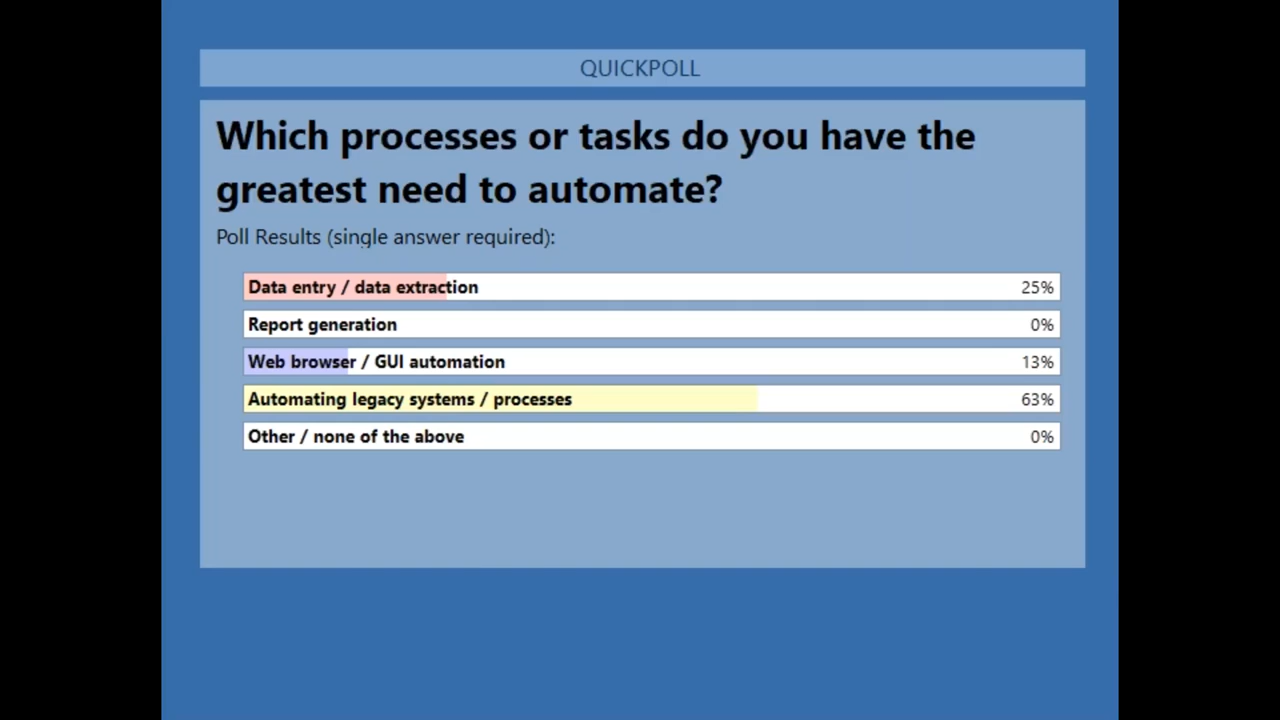 QUICKPOLL
Which processes or tasks do you have the
greatest need to automate?
Poll Results (single answer required):
Data entry / data extraction 25%
Report generation 0%
Web browser / GUI automation 13%
Automating legacy systems / processes 63%
Other / none of the above 0%